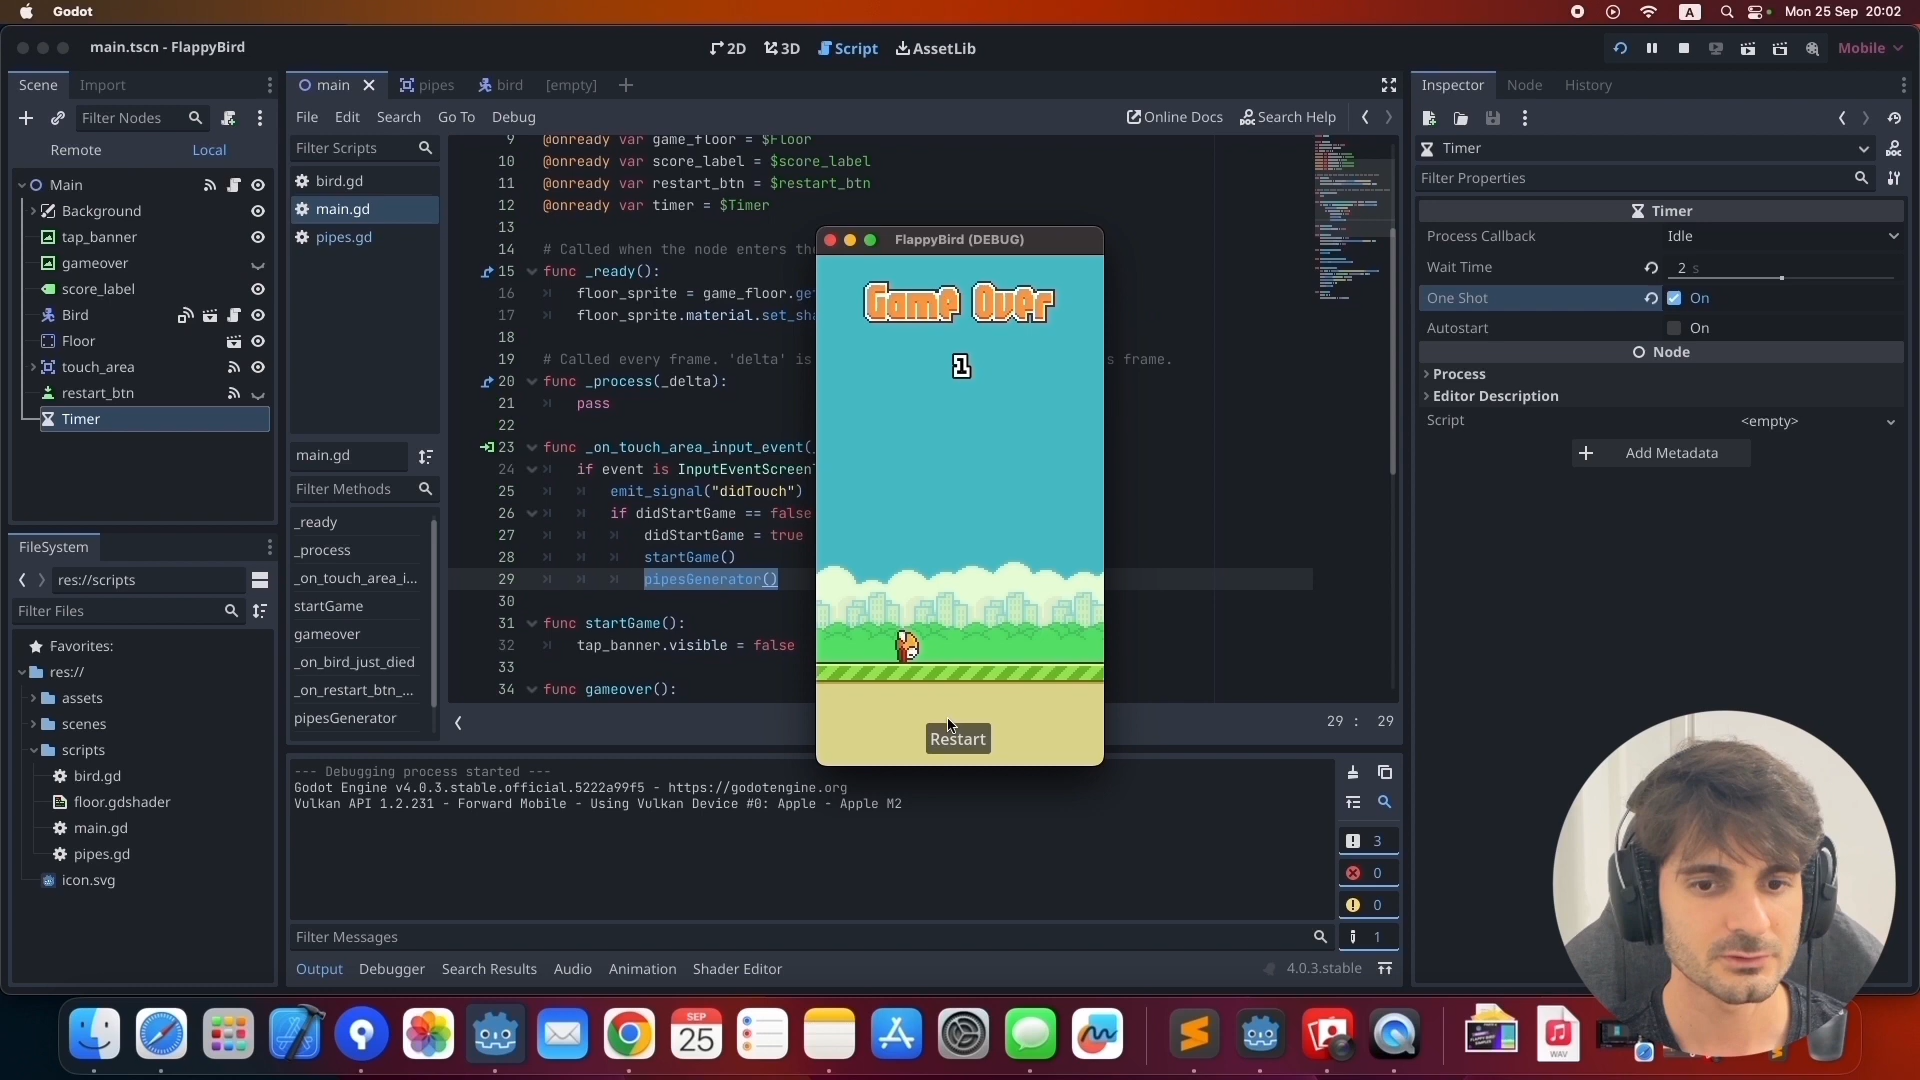 Godot
A
Mon 25 Sep 20:02
main.tscn - FlappyBird
2D
3D
Script
AssetLib
Mobile
Scene
Import
Filter Nodes
Remote
Local
Main
Background
tap_banner
gameover
score_label
Bird
Floor
touch_area
restart_btn
Timer
FileSystem
res://scripts
Filter Files
Favorites:
res://
assets
scenes
scripts
bird.gd
floor.gdshader
main.gd
pipes.gd
icon.svg
main
pipes
bird
[empty]
File
Edit
Search
Go To
Debug
Online Docs
Search Help
Filter Scripts
bird.gd
main.gd
pipes.gd
main.gd
Filter Methods
_ready
_process
_on_touch_area_i...
startGame
gameover
_on_bird_just_died
_on_restart_btn_...
pipesGenerator
9 @onready var game_floor = $Floor
10 @onready var score_label = $score_label
11 @onready var restart_btn = $restart_btn
12 @onready var timer = $Timer
13
14 # Called when the node enters the
15 func _ready():
16 floor_sprite = game_floor.get
17 floor_sprite.material.set_sha
18
19 # Called every frame. 'delta' is s frame.
20 func _process(_delta):
21 pass
22
23 func _on_touch_area_input_event(
24 if event is InputEventScreen
25 emit_signal("didTouch")
26 if didStartGame == false
27 didStartGame = true
28 startGame()
29 pipesGenerator()
30
31 func startGame():
32 tap_banner.visible = false
33
34 func gameover():
29 : 29
FlappyBird (DEBUG)
Game Over
1
Restart
--- Debugging process started ---
Godot Engine v4.0.3.stable.official.5222a99f5 - https://godotengine.org
Vulkan API 1.2.231 - Forward Mobile - Using Vulkan Device #0: Apple - Apple M2
3
0
0
1
Filter Messages
Output
Debugger
Search Results
Audio
Animation
Shader Editor
4.0.3.stable
Inspector
Node
History
Timer
Filter Properties
Timer
Process Callback
Idle
Wait Time
2 s
One Shot
On
Autostart
On
Node
Process
Editor Description
Script
<empty>
Add Metadata
SEP
25
WAV